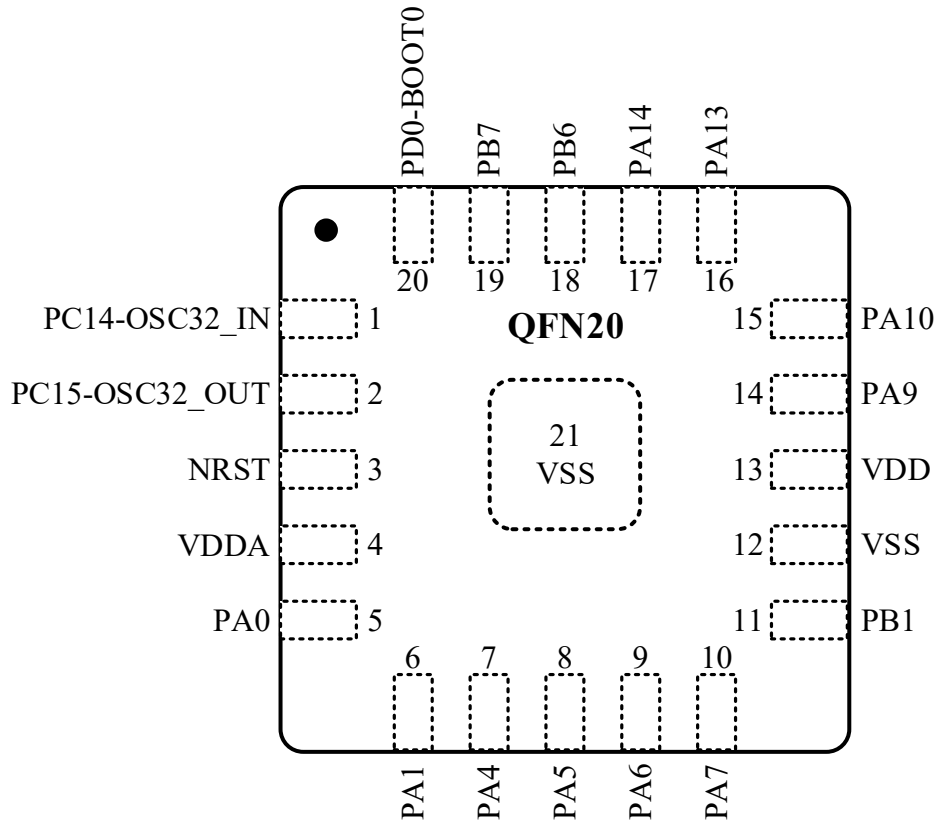 PD0-BOOT0
PB7
PB6
PA14
PA13
20
19
18
17
16
PC14-OSC32_IN 1
QFN20
15 PA10
PC15-OSC32_OUT 2
14 PA9
NRST 3
21
VSS
13 VDD
VDDA 4
12 VSS
PA0 5
11 PB1
6
7
8
9
10
PA1
PA4
PA5
PA6
PA7